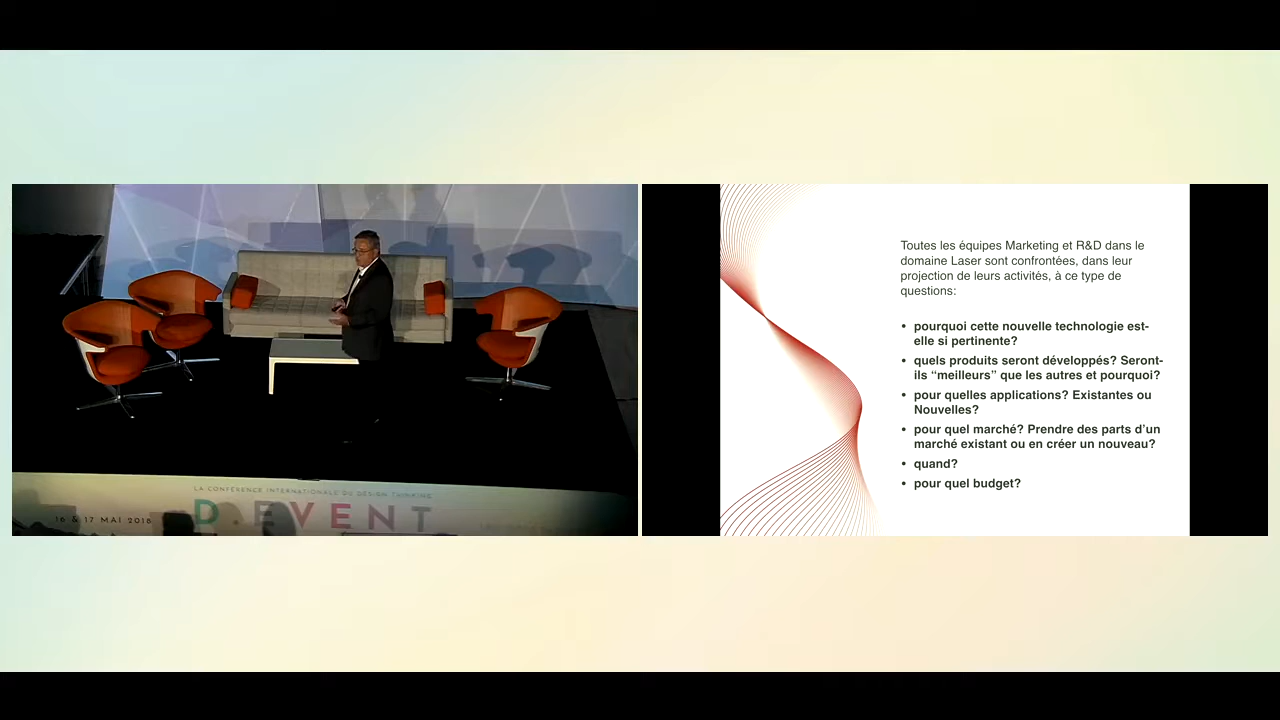 LA CONFÉRENCE INTERNATIONALE DU DESIGN THINKING
D.EVENT
16 & 17 MAI 2018
Toutes les équipes Marketing et R&D dans le
domaine Laser sont confrontées, dans leur
projection de leurs activités, à ce type de
questions:
• pourquoi cette nouvelle technologie est-
elle si pertinente?
• quels produits seront développés? Seront-
ils “meilleurs” que les autres et pourquoi?
• pour quelles applications? Existantes ou
Nouvelles?
• pour quel marché? Prendre des parts d’un
marché existant ou en créer un nouveau?
• quand?
• pour quel budget?